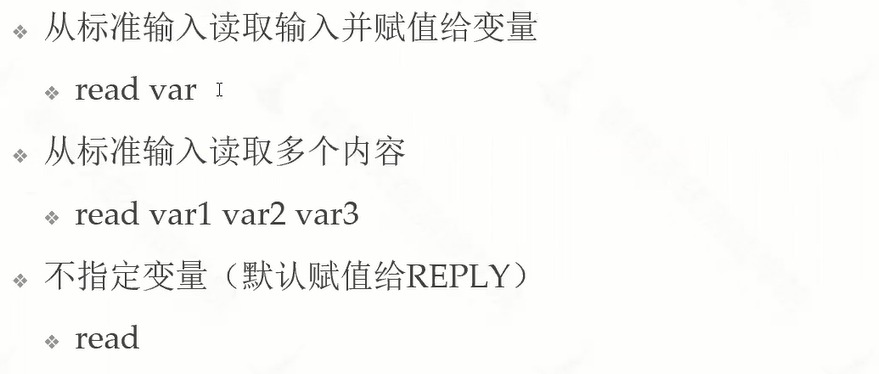 从标准输入读取输入并赋值给变量
read var
从标准输入读取多个内容
read var1 var2 var3
不指定变量（默认赋值给REPLY）
read